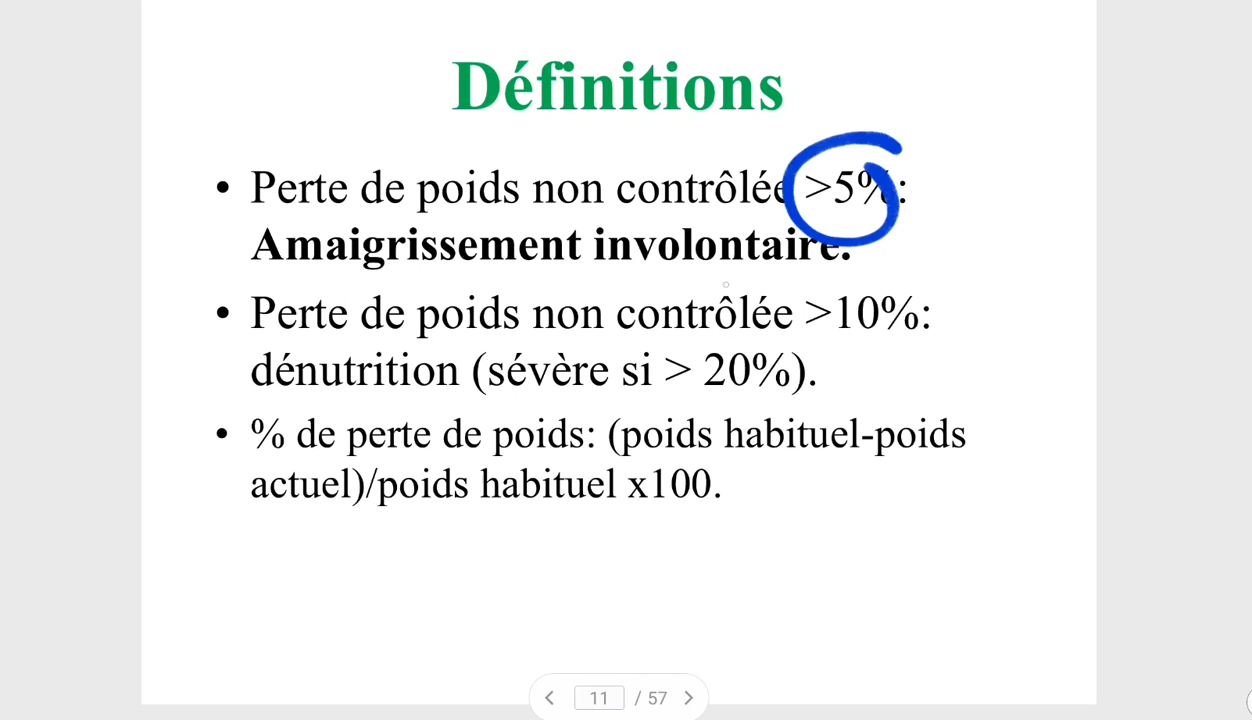 Définitions
• Perte de poids non contrôlée >5%:
Amaigrissement involontaire.
• Perte de poids non contrôlée >10%:
dénutrition (sévère si > 20%).
• % de perte de poids: (poids habituel-poids
actuel)/poids habituel x100.
11 / 57